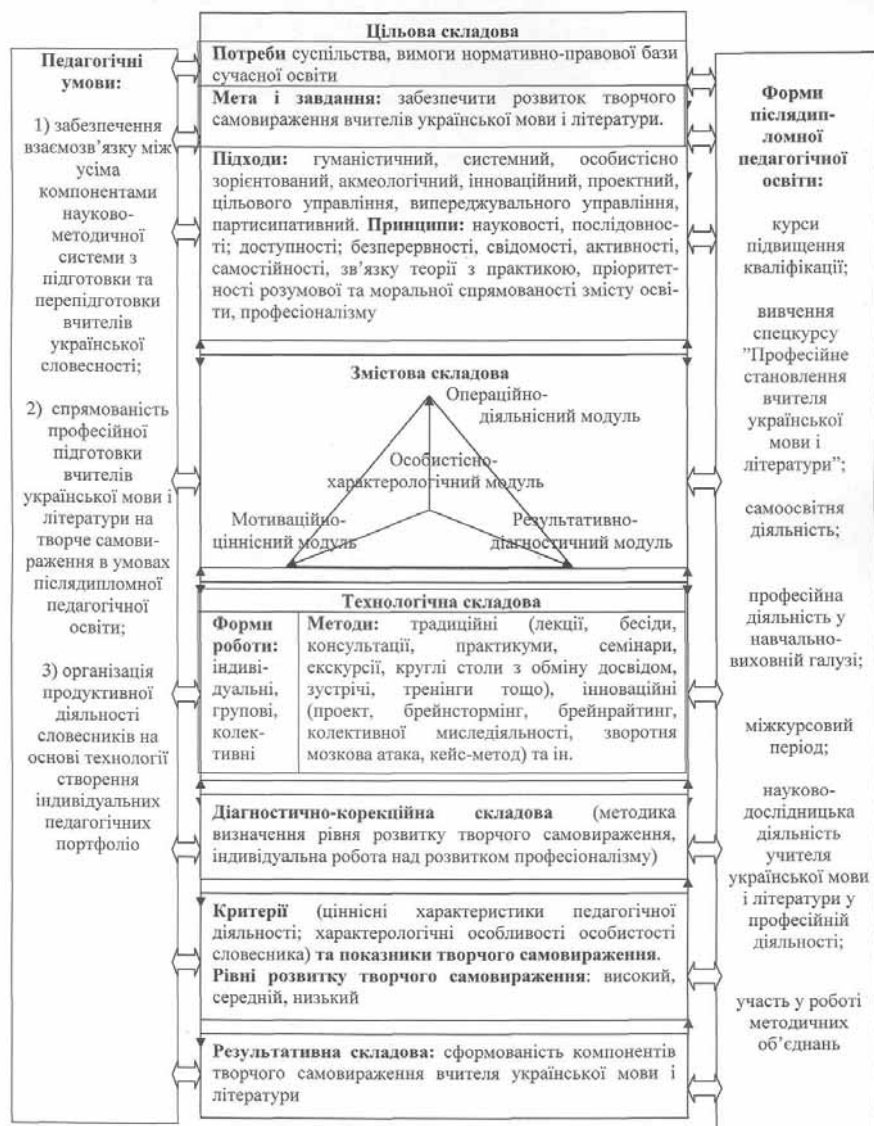 Педагогічні
умови:
1) забезпечення
взаємозв’язку між
усіма
компонентами
науково-
методичної
системи з
підготовки та
перепідготовки
вчителів
української
словесності;
2) спрямованість
професійної
підготовки
вчителів
української мови і
літератури на
творче самови-
раження в умовах
післядипломної
педагогічної
освіти;
3) організація
продуктивної
діяльності
словесників на
основі технології
створення
індивідуальних
педагогічних
портфоліо
Цільова складова
Потреби суспільства, вимоги нормативно-правової бази
сучасної освіти
Мета і завдання: забезпечити розвиток творчого
самовираження вчителів української мови і літератури.
Підходи: гуманістичний, системний, особистісно
зорієнтований, акмеологічний, інноваційний, проектний,
цільового управління, випереджувального управління,
партисипативний. Принципи: науковості, послідовнос-
ті; доступності; безперервності, свідомості, активності,
самостійності, зв’язку теорії з практикою, пріоритет-
ності розумової та моральної спрямованості змісту осві-
ти, професіоналізму
Змістова складова
Операційно-
діяльнісний модуль
Особистісно-
характерологічний модуль
Мотиваційно-
ціннісний модуль
Результативно-
діагностичний модуль
Технологічна складова
Форми
роботи:
індиві-
дуальні,
групові,
колек-
тивні
Методи: традиційні (лекції, бесіди,
консультації, практикуми, семінари,
екскурсії, круглі столи з обміну досвідом,
зустрічі, тренінги тощо), інноваційні
(проект, брейнстормінг, брейнрайтинг,
колективної миследіяльності, зворотня
мозкова атака, кейс-метод) та ін.
Діагностично-корекційна складова (методика
визначення рівня розвитку творчого самовираження,
індивідуальна робота над розвитком професіоналізму)
Критерії (ціннісні характеристики педагогічної
діяльності; характерологічні особливості особистості
словесника) та показники творчого самовираження.
Рівні розвитку творчого самовираження: високий,
середній, низький
Результативна складова: сформованість компонентів
творчого самовираження вчителя української мови і
літератури
Форми
післядип-
ломної
педагогічної
освіти:
курси
підвищення
кваліфікації;
вивчення
спецкурсу
”Професійне
становлення
вчителя
української
мови і
літератури”;
самоосвітня
діяльність;
професійна
діяльність у
навчально-
виховній галузі;
міжкурсовий
період;
науково-
дослідницька
діяльність
учителя
української мови
і літератури у
професійній
діяльності;
участь у роботі
методичних
об’єднань